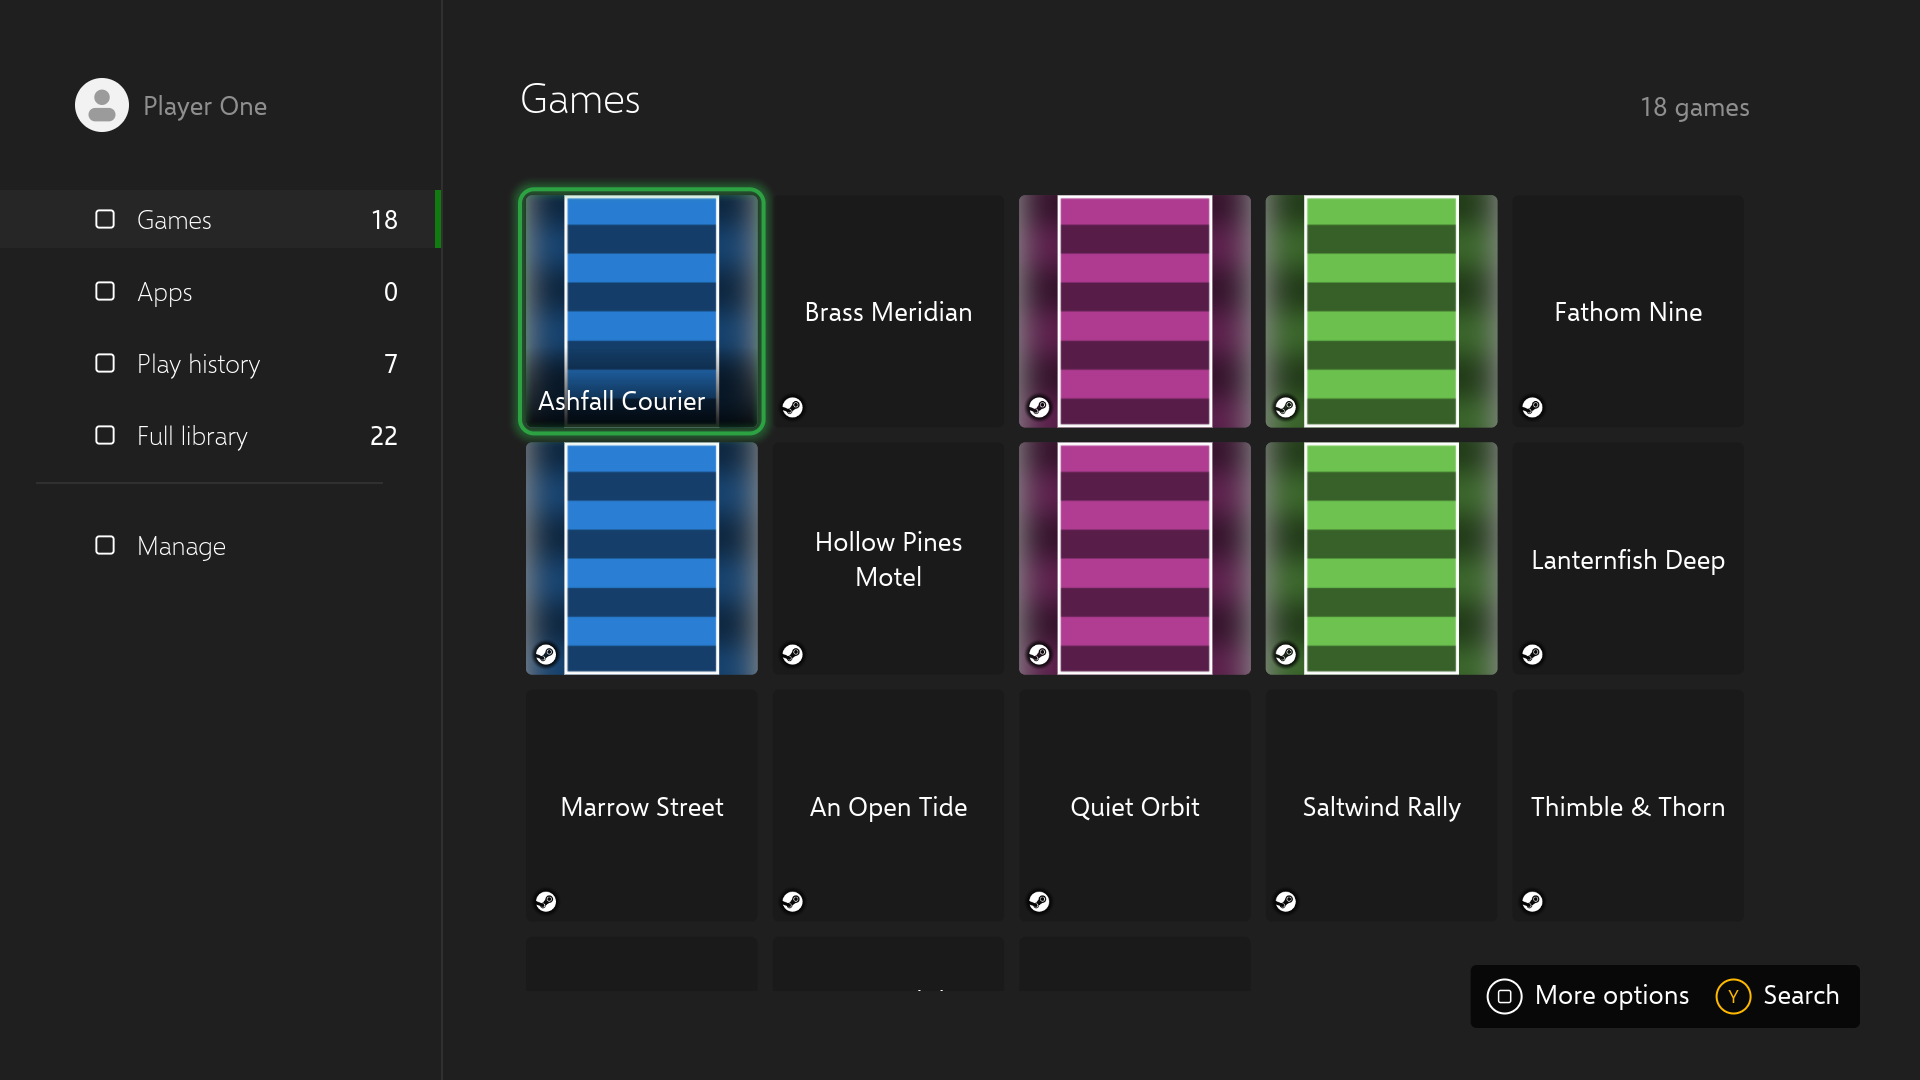 Player One
Games
18 games
Games 18
Apps 0
Play history 7
Full library 22
Manage
Ashfall Courier
Brass Meridian
Fathom Nine
Hollow Pines
Motel
Lanternfish Deep
Marrow Street
An Open Tide
Quiet Orbit
Saltwind Rally
Thimble & Thorn
More options
Y Search